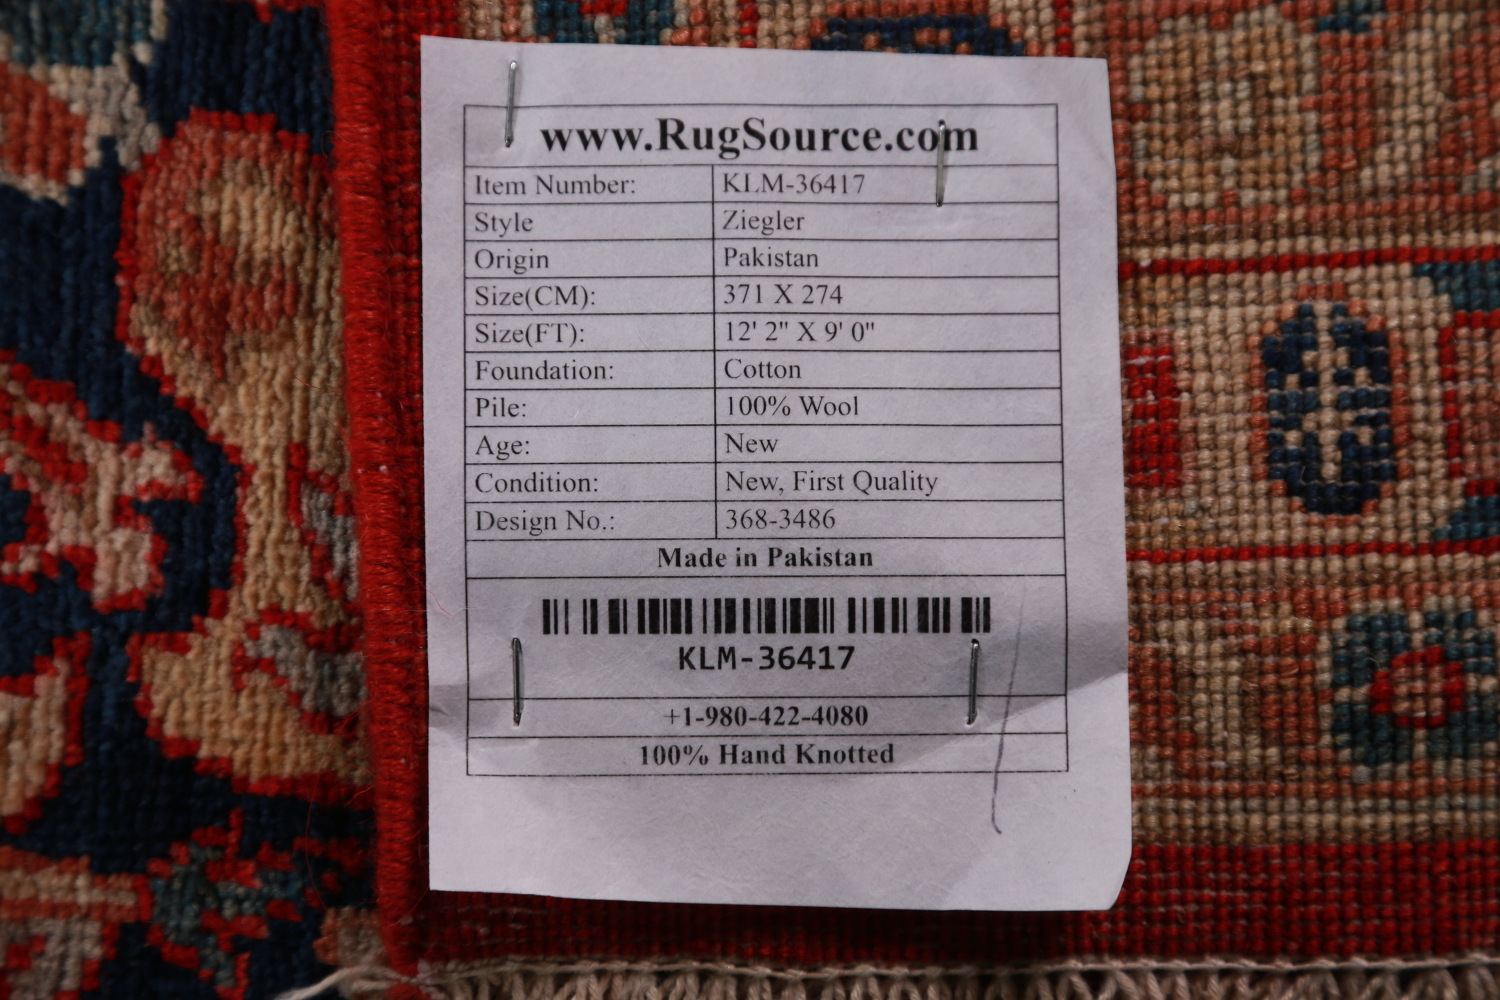 www.RugSource.com
Item Number: KLM-36417
Style Ziegler
Origin Pakistan
Size(CM): 371 X 274
Size(FT): 12' 2" X 9' 0"
Foundation: Cotton
Pile: 100% Wool
Age: New
Condition: New, First Quality
Design No.: 368-3486
Made in Pakistan
KLM-36417
+1-980-422-4080
100% Hand Knotted